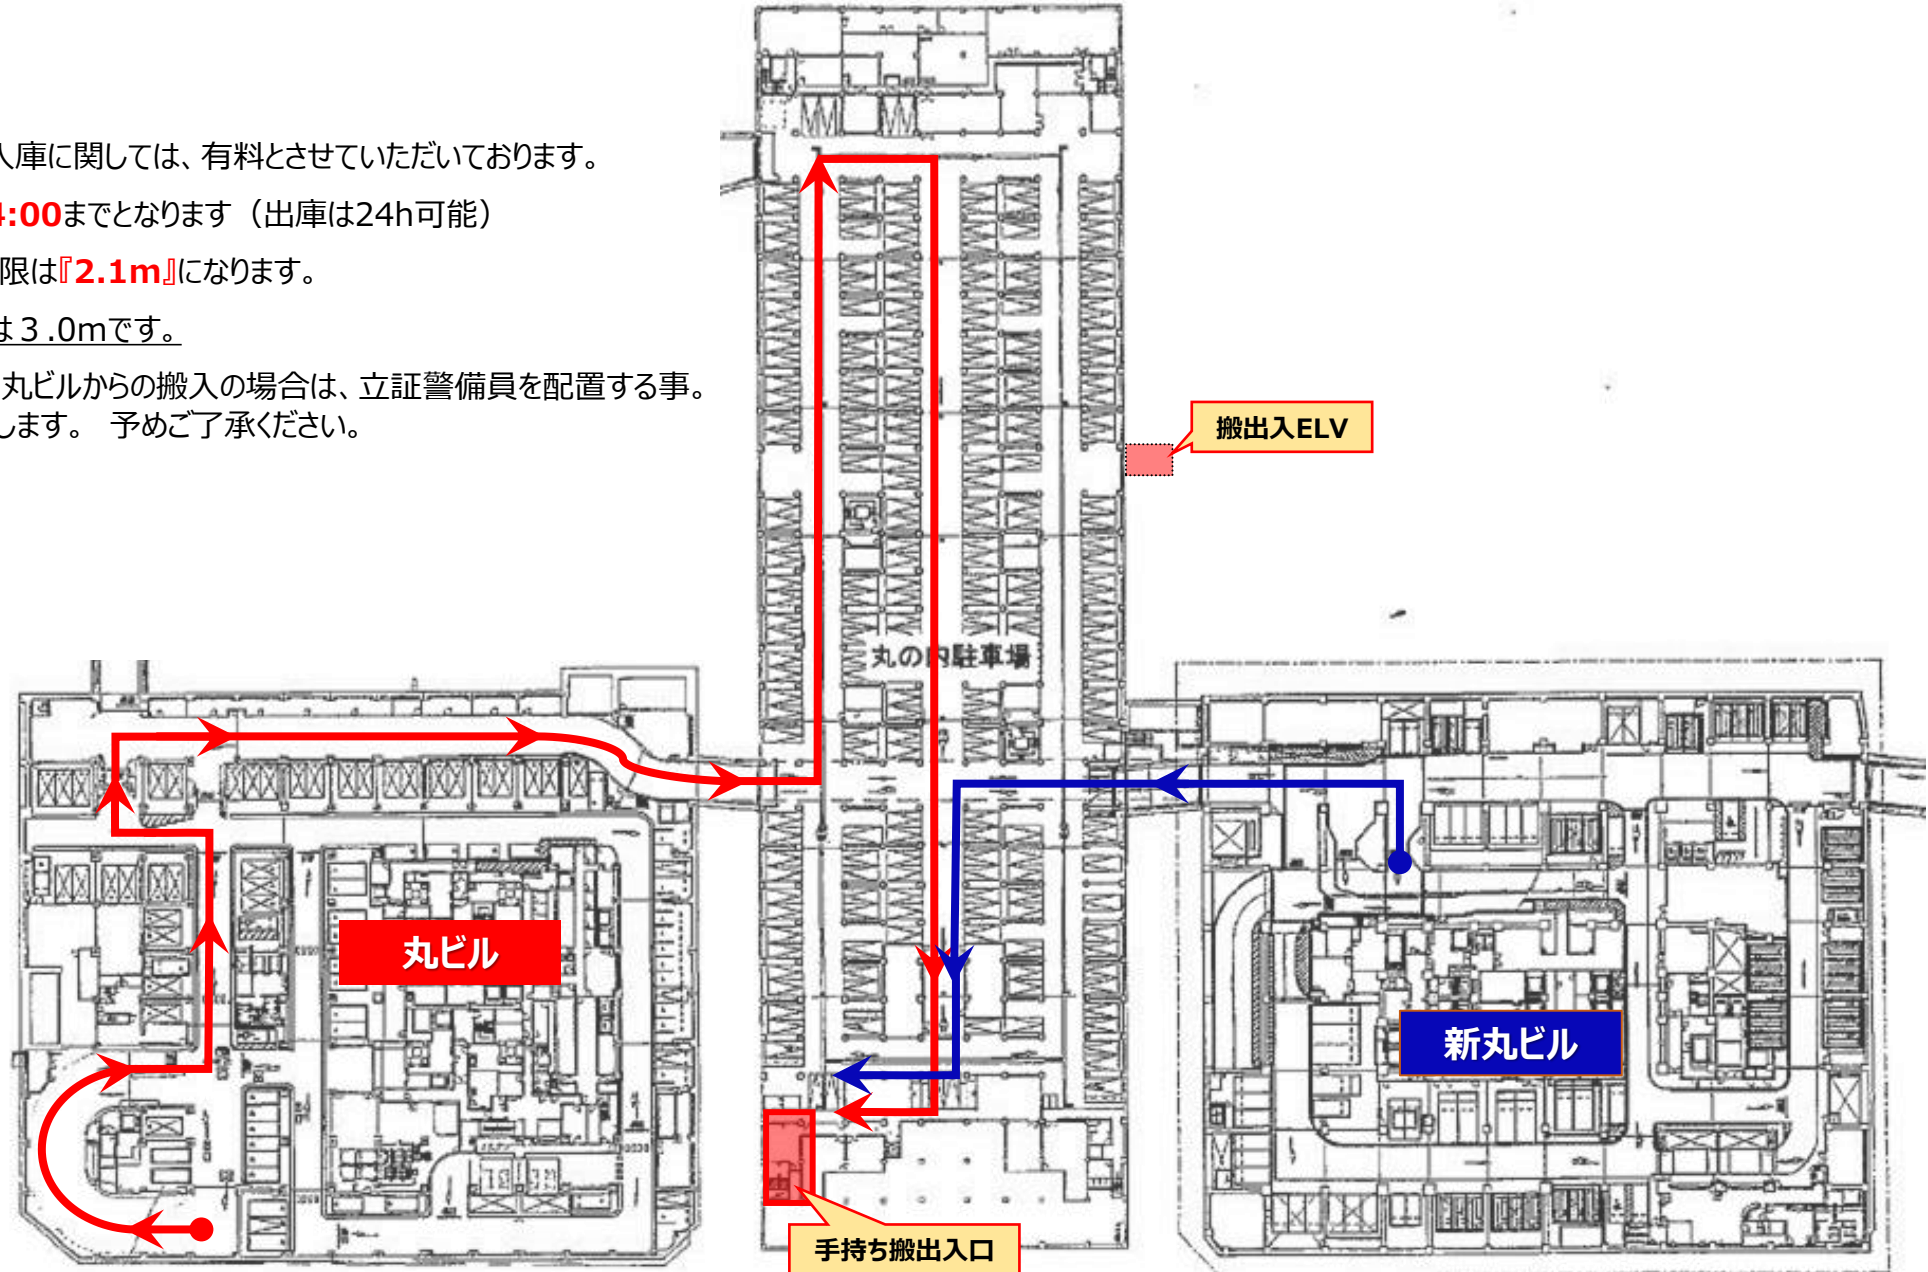 入庫に関しては、有料とさせていただいております。
4:00までとなります（出庫は24h可能）
限は『2.1m』になります。
は３.0mです。
丸ビルからの搬入の場合は、立証警備員を配置する事。
します。　予めご了承ください。
搬出入ELV
丸の内駐車場
丸ビル
新丸ビル
手持ち搬出入口